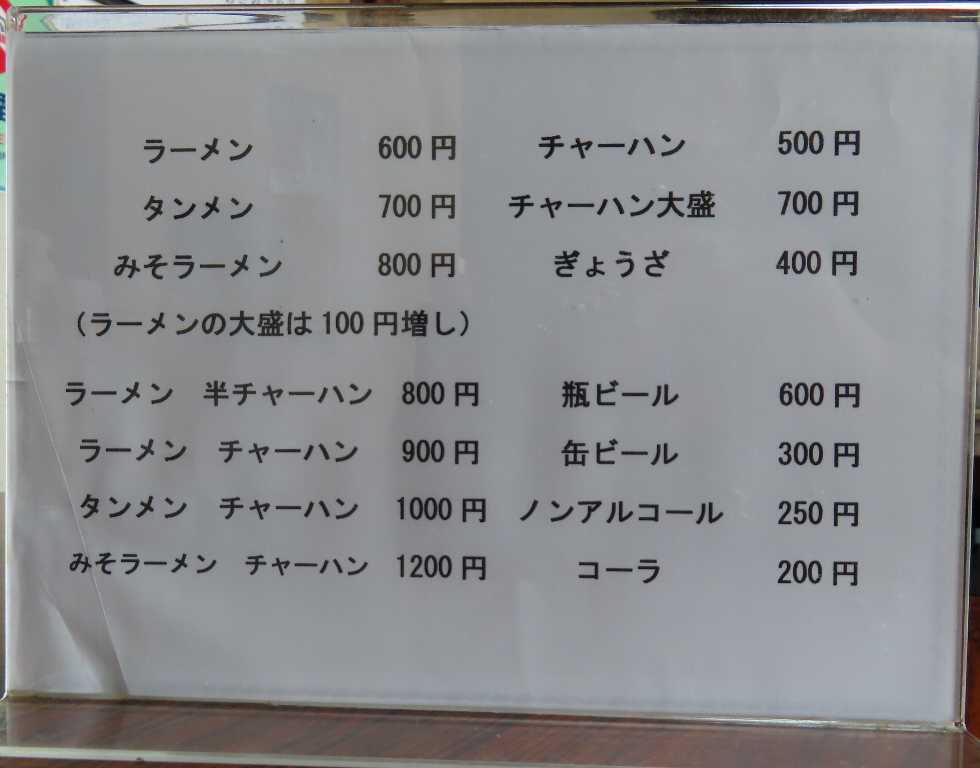 ラーメン 600円
タンメン 700円
みそラーメン 800円
（ラーメンの大盛は100円増し）
ラーメン 半チャーハン 800円
ラーメン チャーハン 900円
タンメン チャーハン 1000円
みそラーメン チャーハン 1200円
チャーハン 500円
チャーハン大盛 700円
ぎょうざ 400円
瓶ビール 600円
缶ビール 300円
ノンアルコール 250円
コーラ 200円